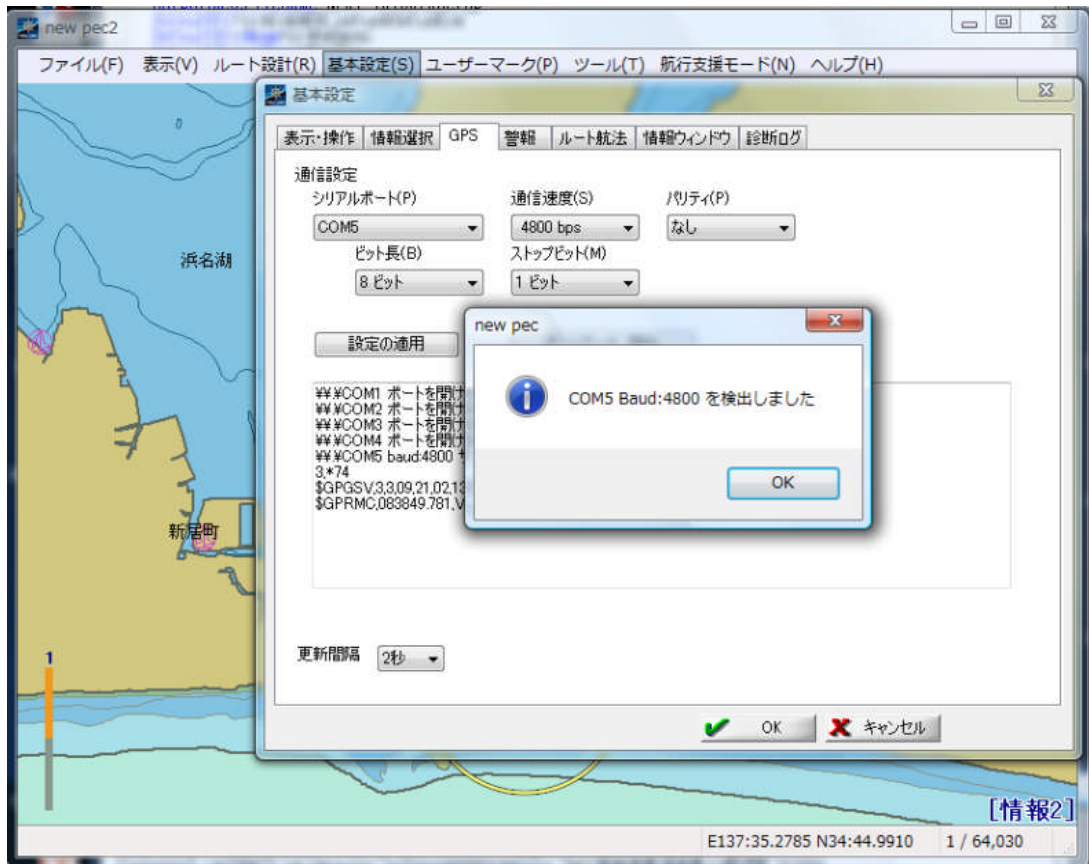 new pec2
ファイル(F) 表示(V) ルート設計(R) 基本設定(S) ユーザーマーク(P) ツール(T) 航行支援モード(N) ヘルプ(H)
基本設定
表示・操作 情報選択 GPS 警報 ルート航法 情報ウィンドウ 診断ログ
通信設定
シリアルポート(P) 通信速度(S) パリティ(P)
COM5 4800 bps なし
ビット長(B) ストップビット(M)
8 ビット 1 ビット
設定の適用
new pec
COM5 Baud:4800 を検出しました
OK
¥¥.¥COM1 ポートを開け
¥¥.¥COM2 ポートを開け
¥¥.¥COM3 ポートを開け
¥¥.¥COM4 ポートを開け
¥¥.¥COM5 baud:4800
3,*74
$GPGSV,3,3,09,21,02,13
$GPRMC,083849.781,V
更新間隔 2秒
OK キャンセル
0
浜名湖
新居町
1
[情報2]
E137:35.2785 N34:44.9910 1 / 64,030